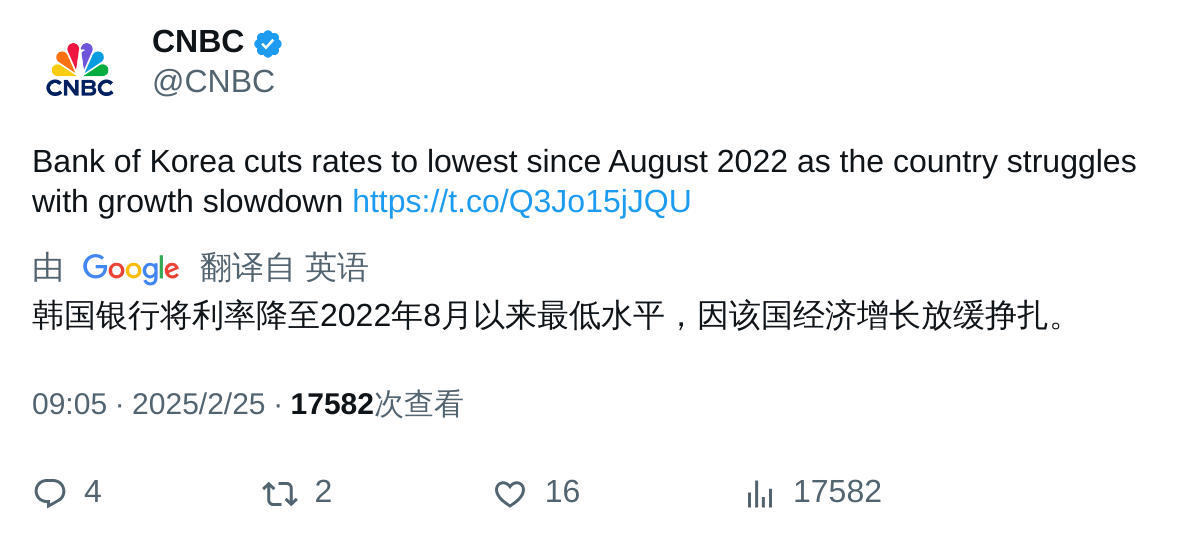 CNBC
CNBC
@CNBC
Bank of Korea cuts rates to lowest since August 2022 as the country struggles
with growth slowdown https://t.co/Q3Jo15jJQU
由 Google 翻译自 英语
韩国银行将利率降至2022年8月以来最低水平，因该国经济增长放缓挣扎。
09:05 · 2025/2/25 · 17582次查看
4 2 16 17582